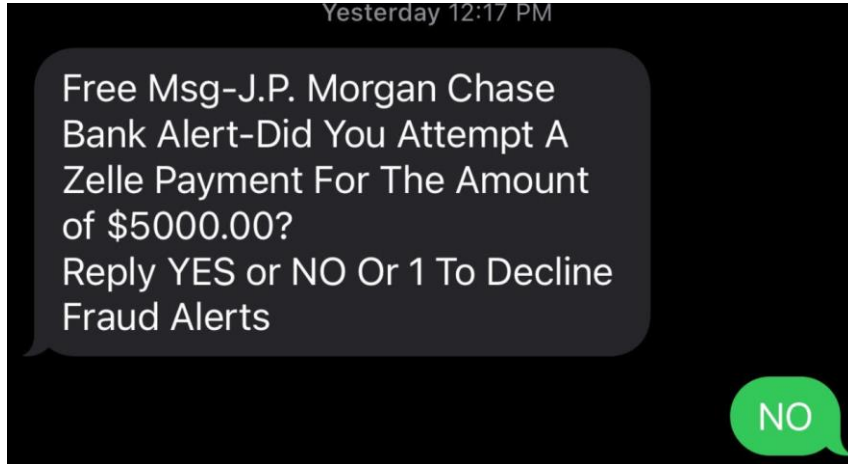 Yesterday 12:17 PM
Free Msg-J.P. Morgan Chase
Bank Alert-Did You Attempt A
Zelle Payment For The Amount
of $5000.00?
Reply YES or NO Or 1 To Decline
Fraud Alerts
NO